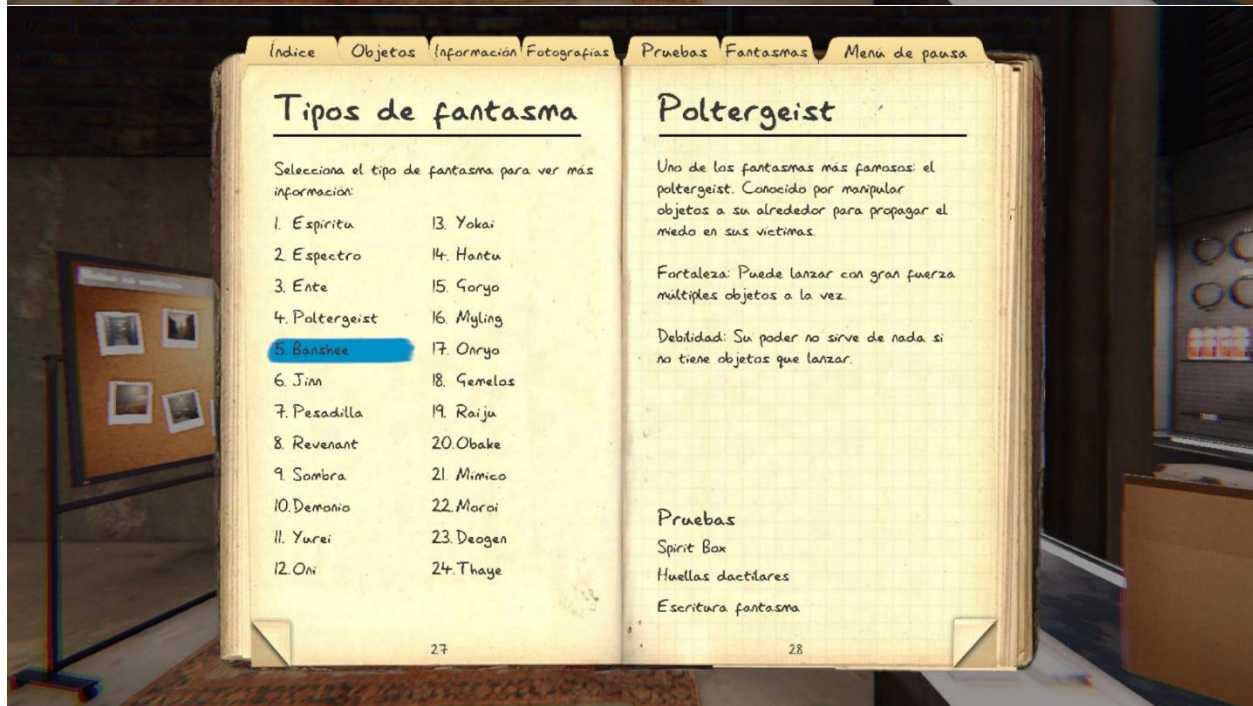 Índice
Objetos
Información
Fotografías
Pruebas
Fantasmas
Menú de pausa
Tipos de fantasma
Selecciona el tipo de fantasma para ver más
información:
1. Espíritu
2. Espectro
3. Ente
4. Poltergeist
5. Banshee
6. Jinn
7. Pesadilla
8. Revenant
9. Sombra
10. Demonio
11. Yurei
12. Oni
13. Yokai
14. Hantu
15. Goryo
16. Myling
17. Onryo
18. Gemelos
19. Raiju
20. Obake
21. Mímico
22. Moroi
23. Deogen
24. Thaye
27
Poltergeist
Uno de los fantasmas más famosos: el
poltergeist. Conocido por manipular
objetos a su alrededor para propagar el
miedo en sus víctimas.
Fortaleza: Puede lanzar con gran fuerza
múltiples objetos a la vez.
Debilidad: Su poder no sirve de nada si
no tiene objetos que lanzar.
Pruebas
Spirit Box
Huellas dactilares
Escritura fantasma
28